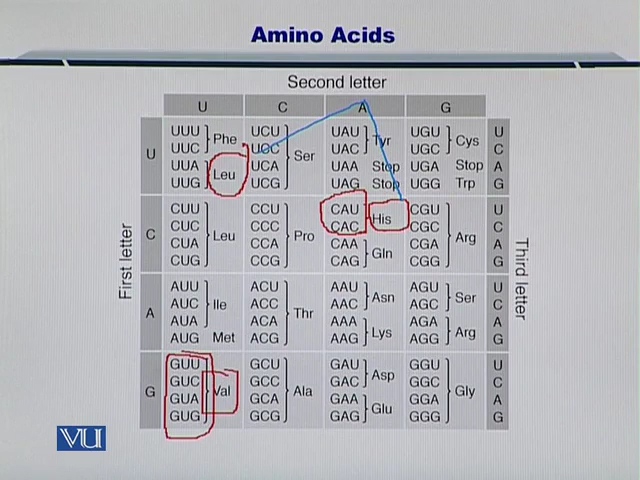 Amino Acids
Second letter
U C A G
First letter
Third letter
U
UUU UCU UAU UGU U
UUC Phe UCC Ser UAC Tyr UGC Cys C
UUA UCA UAA Stop UGA Stop A
UUG Leu UCG UAG Stop UGG Trp G
C
CUU CCU CAU CGU U
CUC CCC CAC His CGC C
CUA Leu CCA Pro CAA CGA Arg A
CUG CCG CAG Gln CGG G
A
AUU ACU AAU AGU U
AUC Ile ACC AAC Asn AGC Ser C
AUA ACA Thr AAA AGA A
AUG Met ACG AAG Lys AGG Arg G
G
GUU GCU GAU GGU U
GUC GCC GAC Asp GGC C
GUA Val GCA Ala GAA GGA Gly A
GUG GCG GAG Glu GGG G
VU